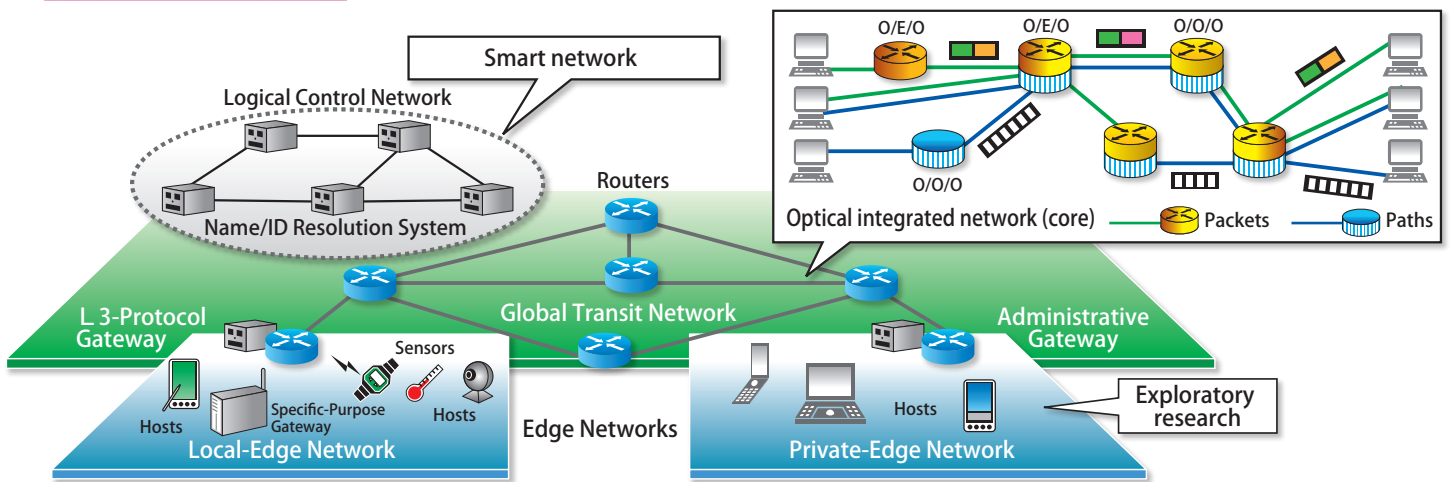 Smart network
Logical Control Network
Name/ID Resolution System
O/E/O
O/E/O
O/O/O
O/O/O
Optical integrated network (core)
Packets
Paths
Routers
Global Transit Network
L 3-Protocol
Gateway
Administrative
Gateway
Sensors
Hosts
Specific-Purpose
Gateway
Hosts
Local-Edge Network
Edge Networks
Hosts
Private-Edge Network
Exploratory
research